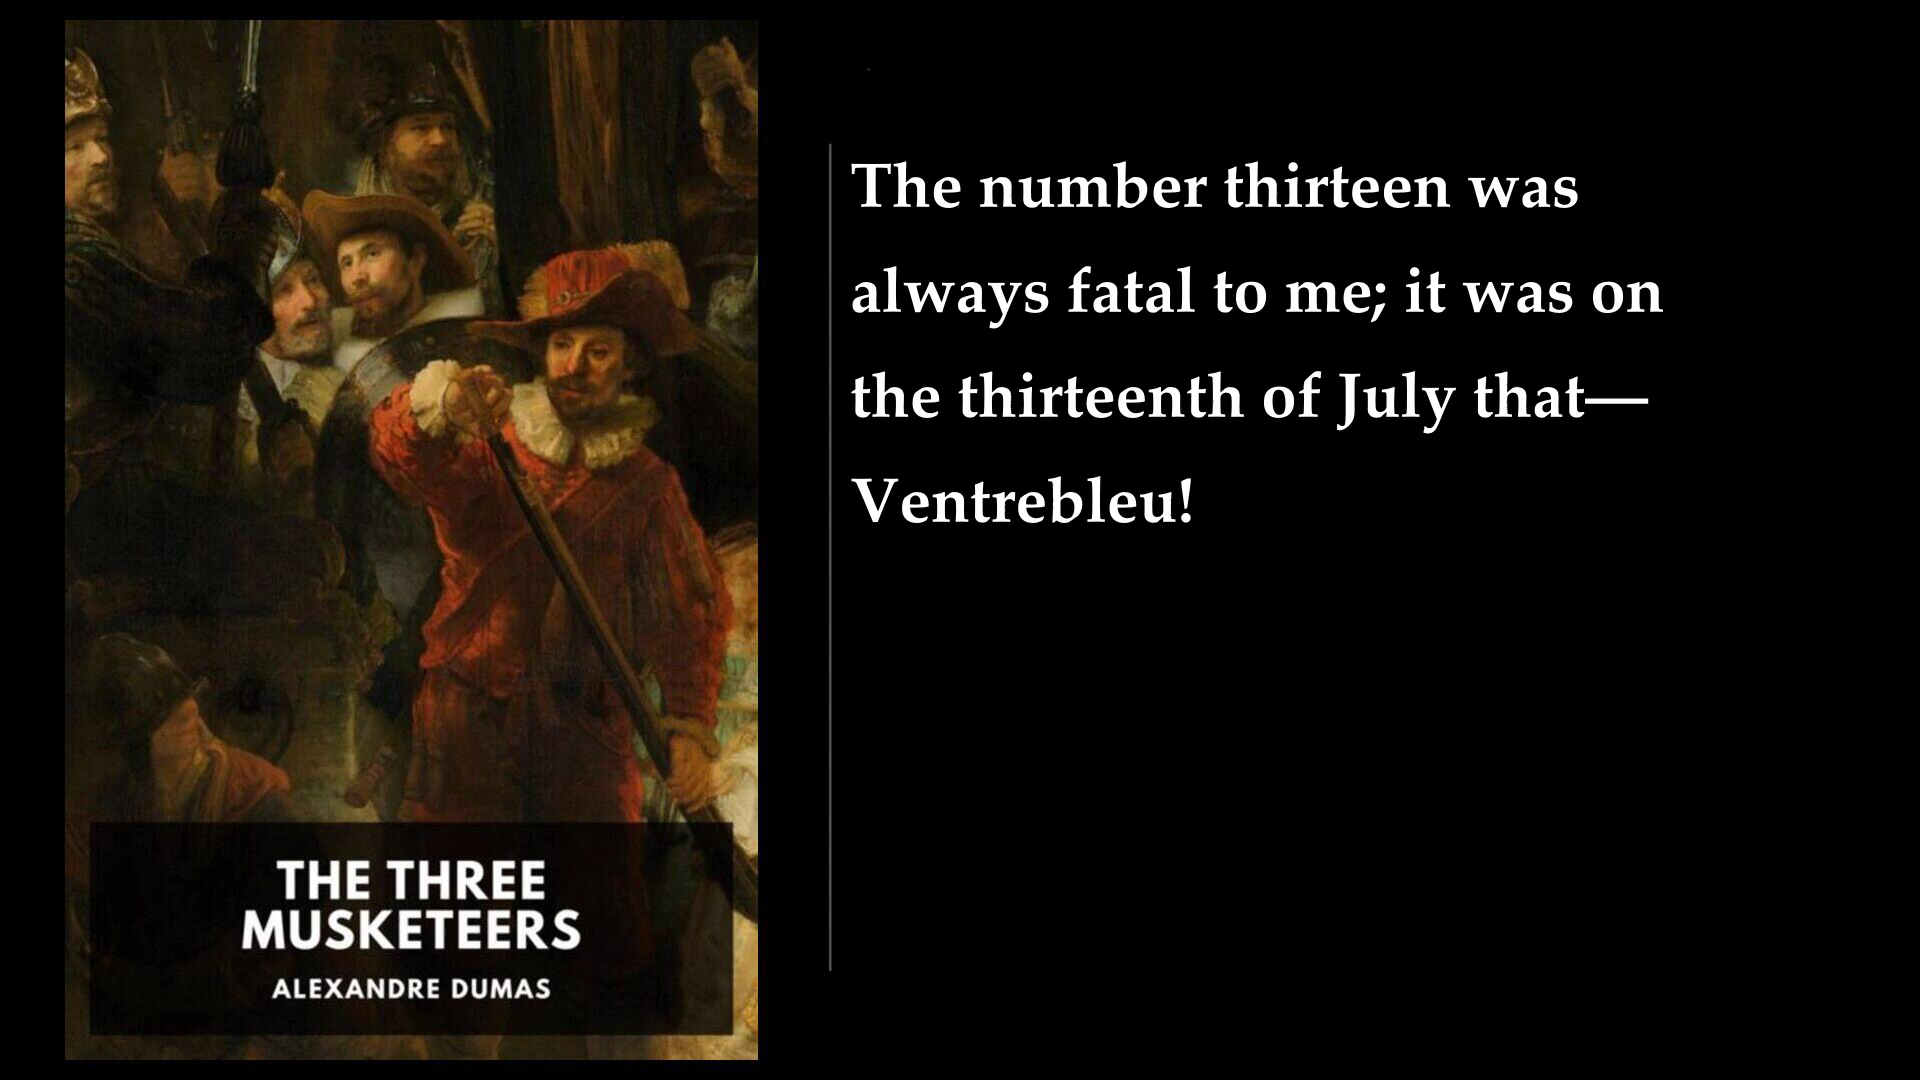 The number thirteen was
always fatal to me; it was on
the thirteenth of July that—
Ventrebleu!
THE THREE
MUSKETEERS
ALEXANDRE DUMAS